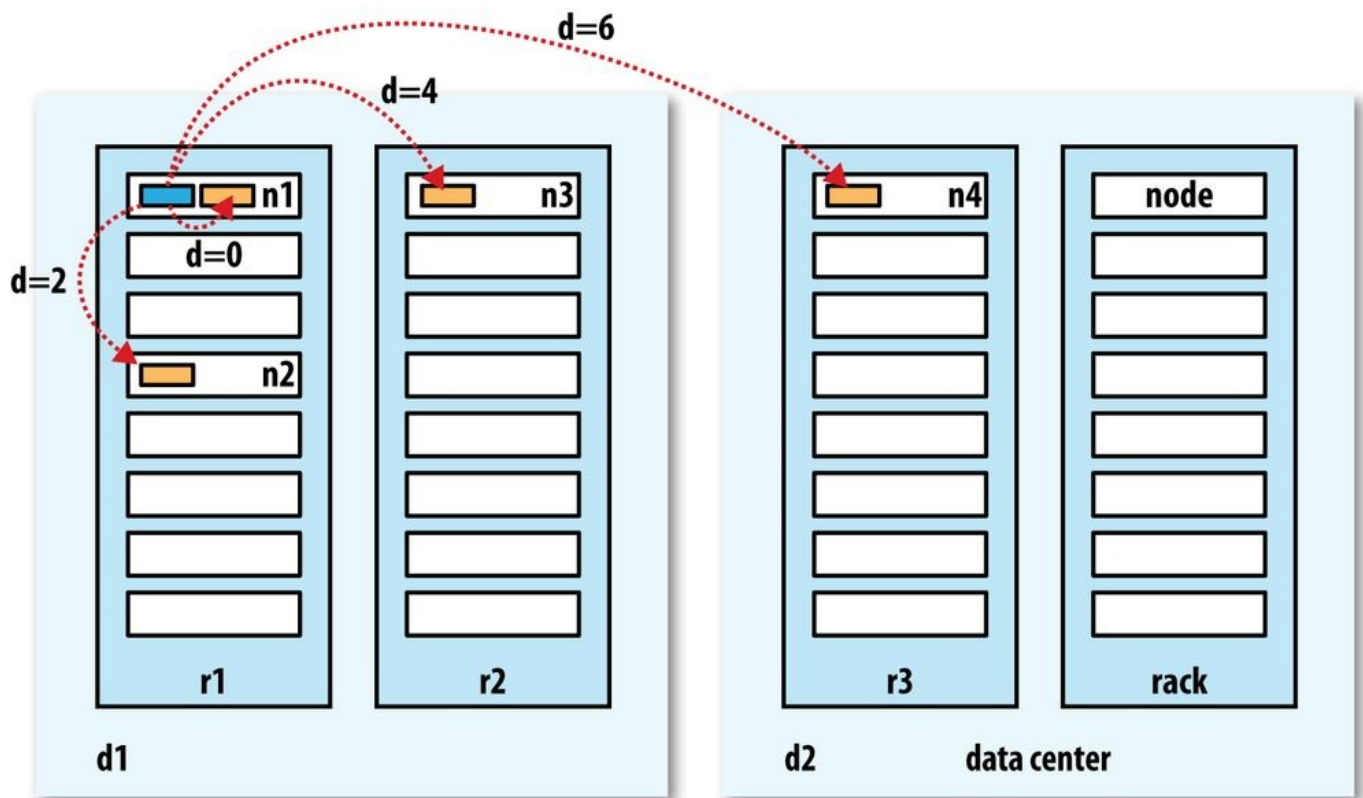 d=6
d=4
n1
n3
n4
node
d=0
d=2
n2
r1
r2
r3
rack
d1
d2
data center